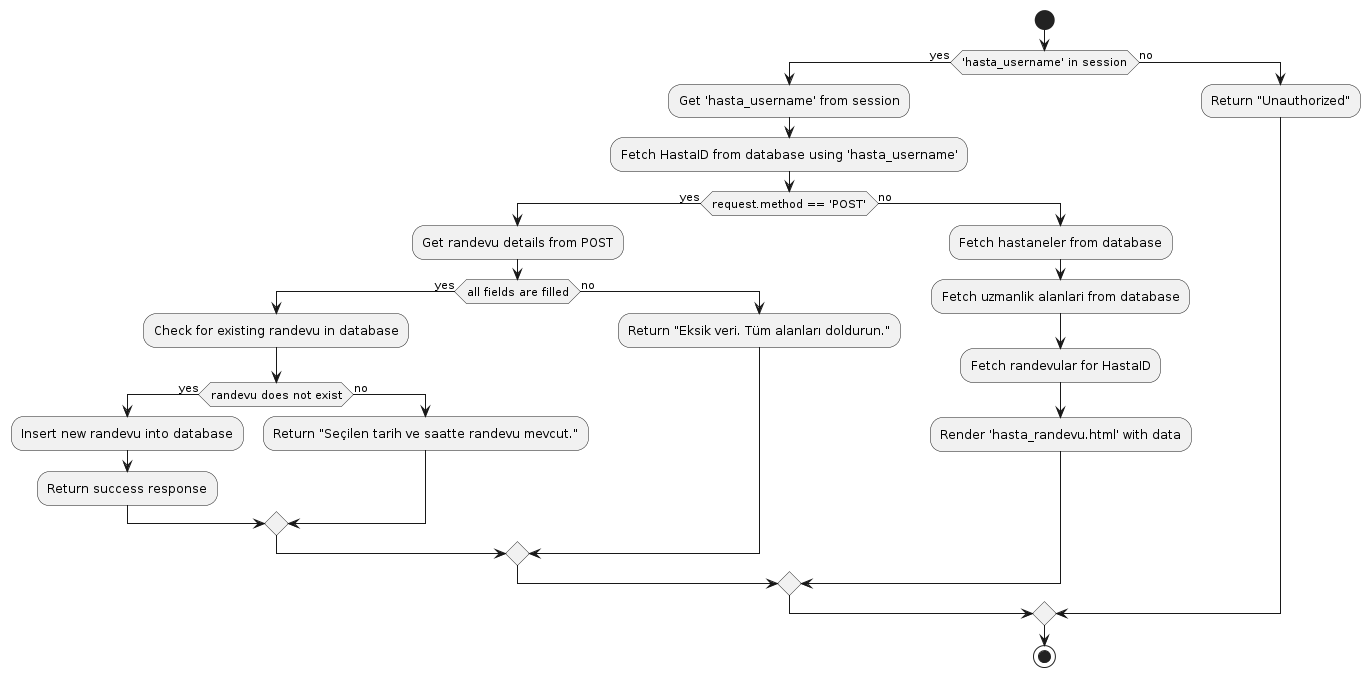 yes
'hasta_username' in session
no
Get 'hasta_username' from session
Return "Unauthorized"
Fetch HastaID from database using 'hasta_username'
yes
request.method == 'POST'
no
Get randevu details from POST
Fetch hastaneler from database
yes
all fields are filled
no
Fetch uzmanlik alanlari from database
Check for existing randevu in database
Return "Eksik veri. Tüm alanları doldurun."
Fetch randevular for HastaID
yes
randevu does not exist
no
Insert new randevu into database
Return "Seçilen tarih ve saatte randevu mevcut."
Render 'hasta_randevu.html' with data
Return success response